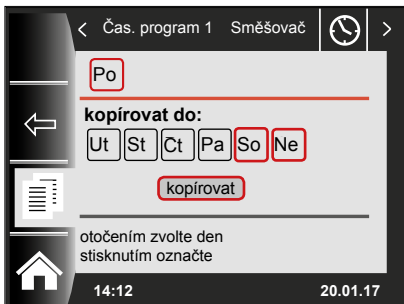 Čas. program 1 Směšovač
Po
kopírovat do:
Ut St Čt Pa So Ne
kopírovat
otočením zvolte den
stisknutím označte
14:12 20.01.17